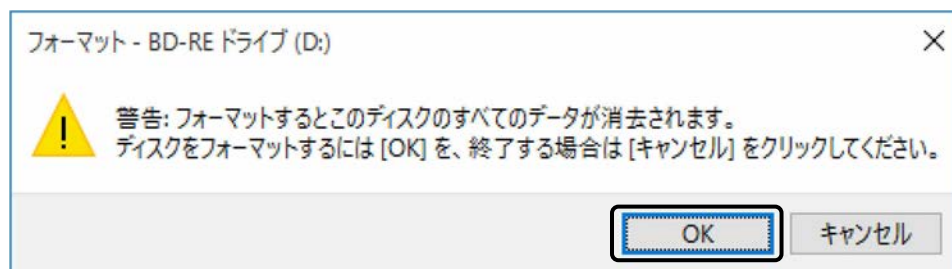 フォーマット - BD-RE ドライブ (D:)
警告: フォーマットするとこのディスクのすべてのデータが消去されます。
ディスクをフォーマットするには [OK] を、終了する場合は [キャンセル] をクリックしてください。
OK
キャンセル